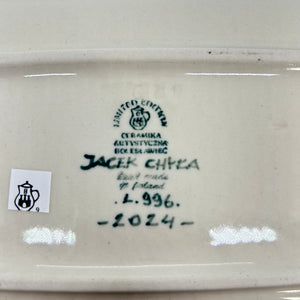 LIMITED EDITION
CERAMIKA
ARTYSTYCZNA
BOLESŁAWIEC
JACEK CHYŁA
Hand made
in Poland
.L.996.
-2024-